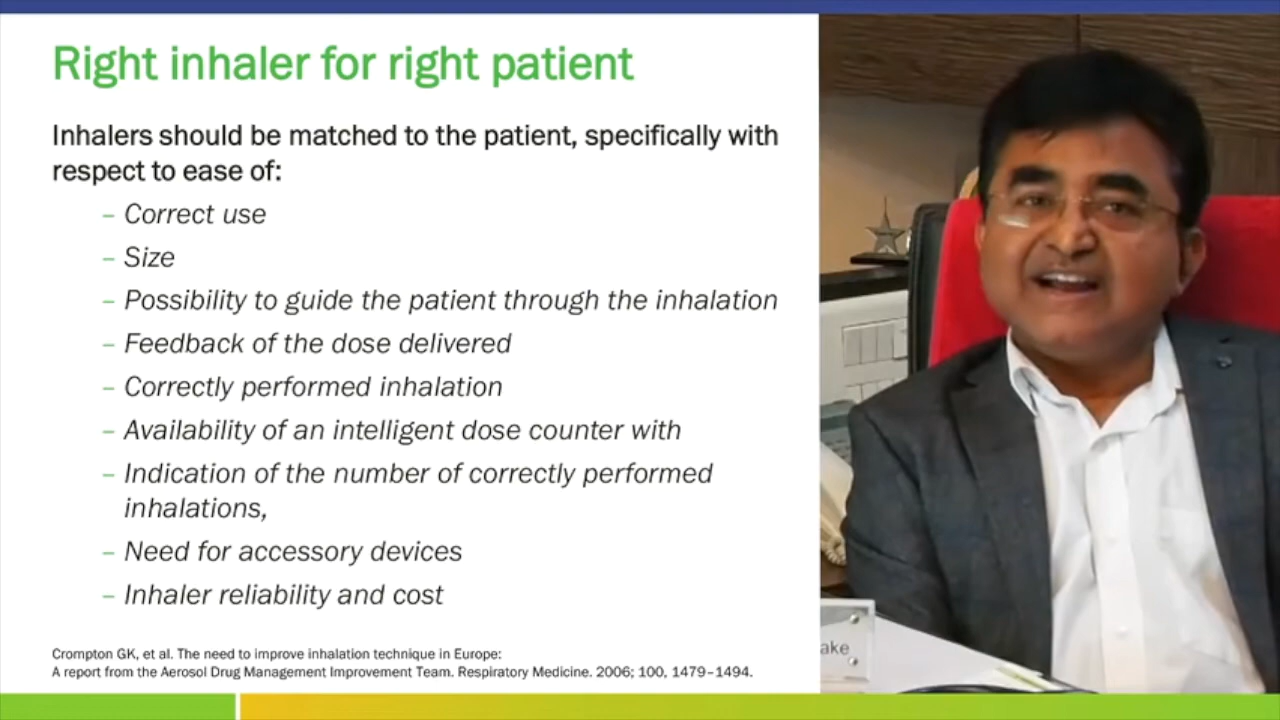 Right inhaler for right patient
Inhalers should be matched to the patient, specifically with
respect to ease of:
– Correct use
– Size
– Possibility to guide the patient through the inhalation
– Feedback of the dose delivered
– Correctly performed inhalation
– Availability of an intelligent dose counter with
– Indication of the number of correctly performed
inhalations,
– Need for accessory devices
– Inhaler reliability and cost
Crompton GK, et al. The need to improve inhalation technique in Europe:
A report from the Aerosol Drug Management Improvement Team. Respiratory Medicine. 2006; 100, 1479–1494.
ake